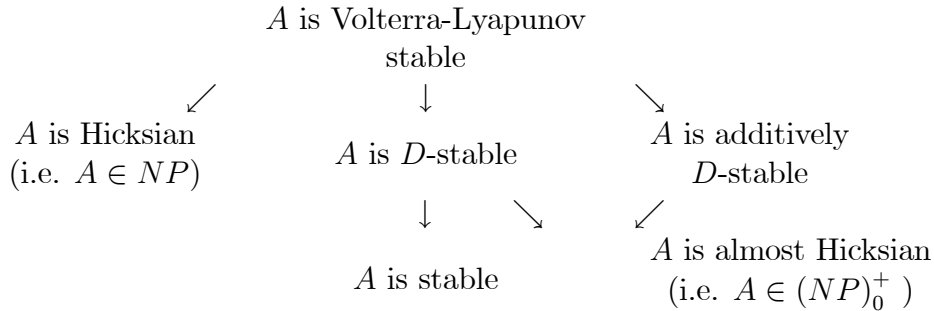 A is Volterra-Lyapunov
stable
↙ ↓ ↘
A is Hicksian
(i.e. A ∈ NP)
A is D-stable
A is additively
D-stable
↓ ↘ ↙
A is stable
A is almost Hicksian
(i.e. A ∈ (NP)₀⁺ )